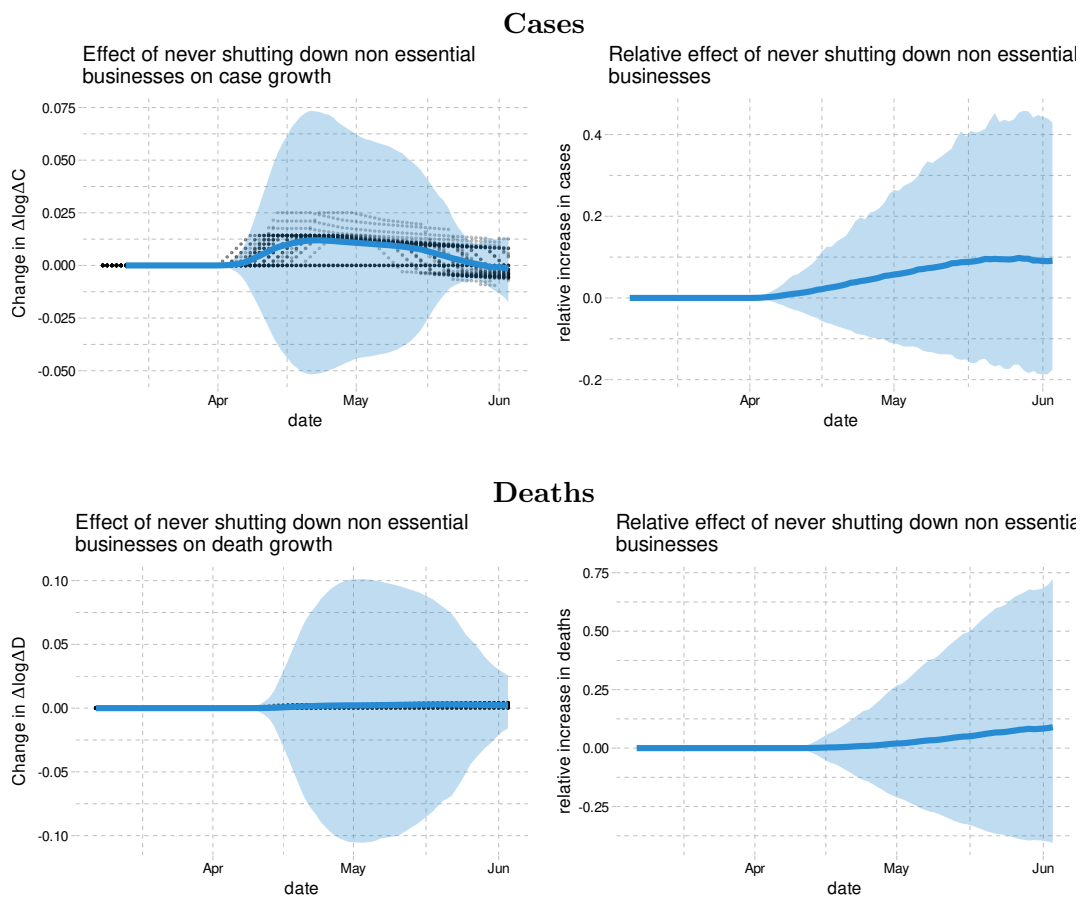 Cases
Effect of never shutting down non essential
businesses on case growth
Change in ΔlogΔC
0.075
0.050
0.025
0.000
-0.025
-0.050
Apr
May
Jun
date
Relative effect of never shutting down non essential
businesses
relative increase in cases
0.4
0.2
0.0
-0.2
Apr
May
Jun
date
Deaths
Effect of never shutting down non essential
businesses on death growth
Change in ΔlogΔD
0.10
0.05
0.00
-0.05
-0.10
Apr
May
Jun
date
Relative effect of never shutting down non essentia
businesses
relative increase in deaths
0.75
0.50
0.25
0.00
-0.25
Apr
May
Jun
date